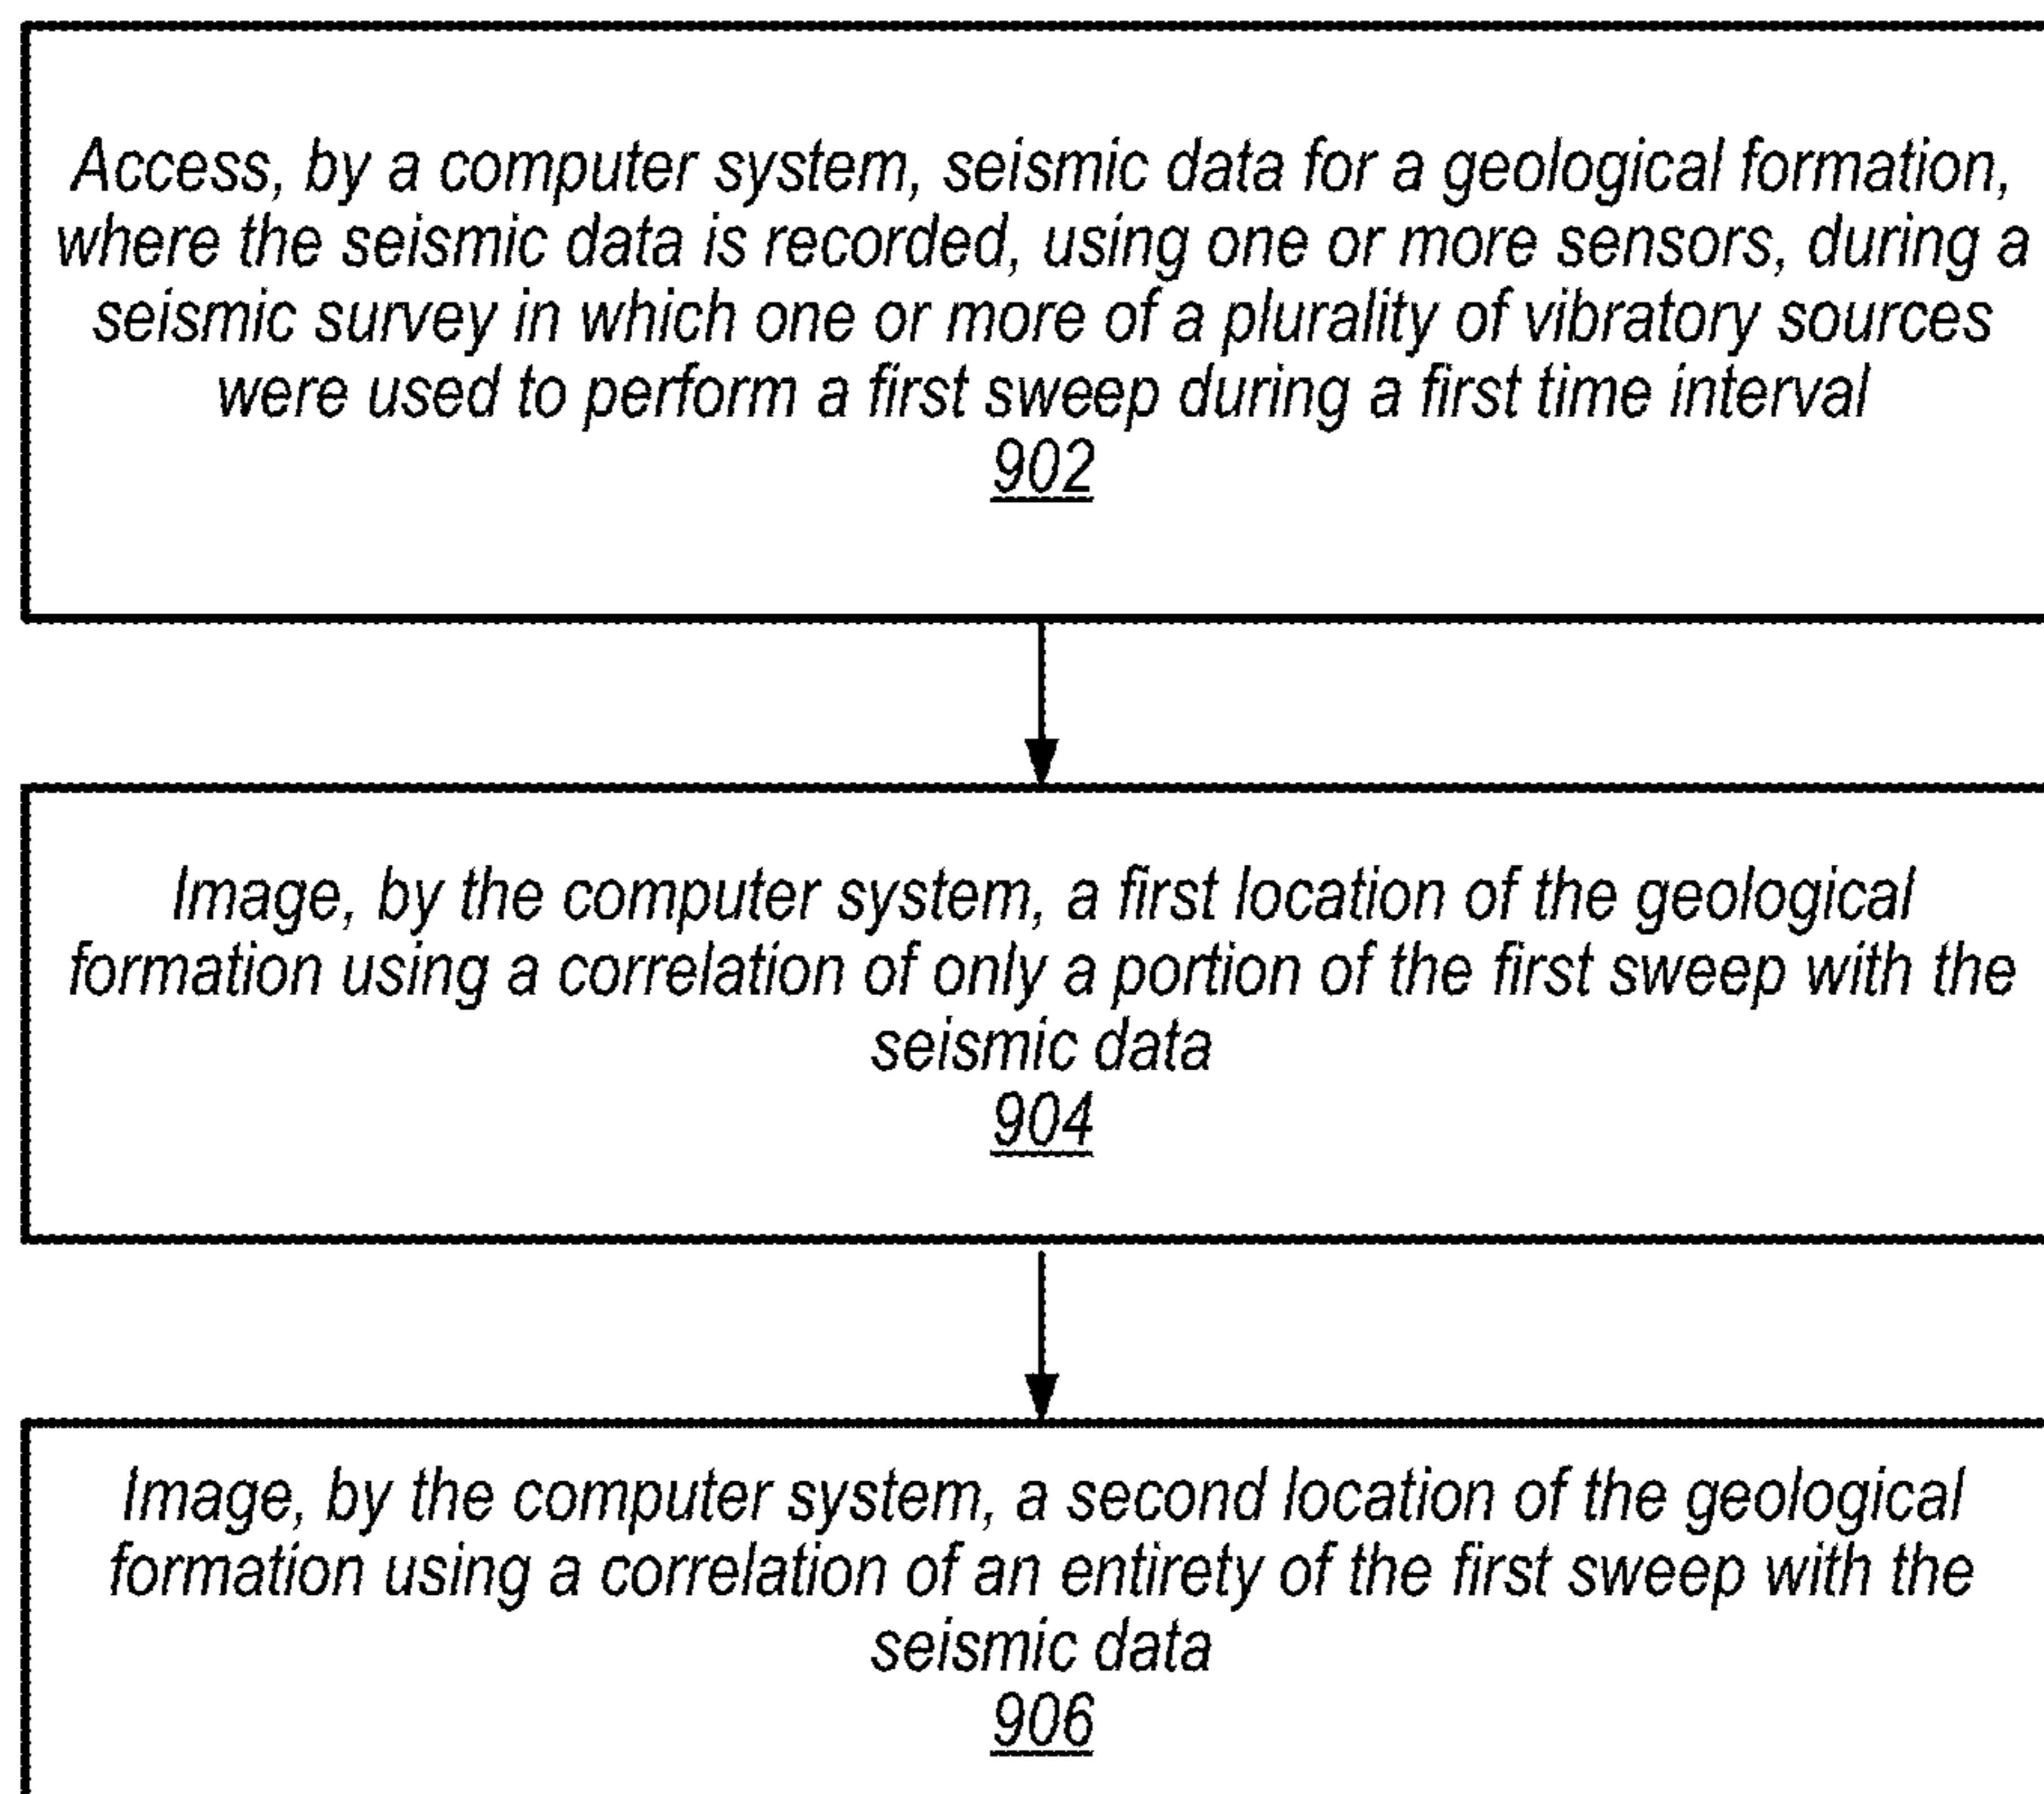 Access, by a computer system, seismic data for a geological formation,
where the seismic data is recorded, using one or more sensors, during a
seismic survey in which one or more of a plurality of vibratory sources
were used to perform a first sweep during a first time interval
902
Image, by the computer system, a first location of the geological
formation using a correlation of only a portion of the first sweep with the
seismic data
904
Image, by the computer system, a second location of the geological
formation using a correlation of an entirety of the first sweep with the
seismic data
906